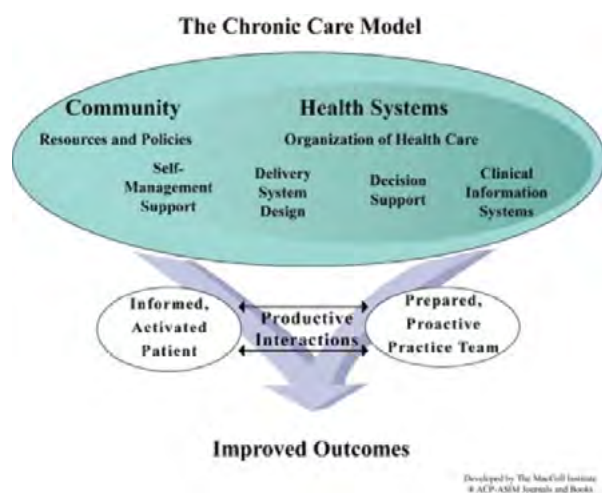 The Chronic Care Model
Community
Resources and Policies
Health Systems
Organization of Health Care
Self-
Management
Support
Delivery
System
Design
Decision
Support
Clinical
Information
Systems
Informed,
Activated
Patient
Productive
Interactions
Prepared,
Proactive
Practice Team
Improved Outcomes
Developed by The MacColl Institute
® ACP-ASIM Journals and Books